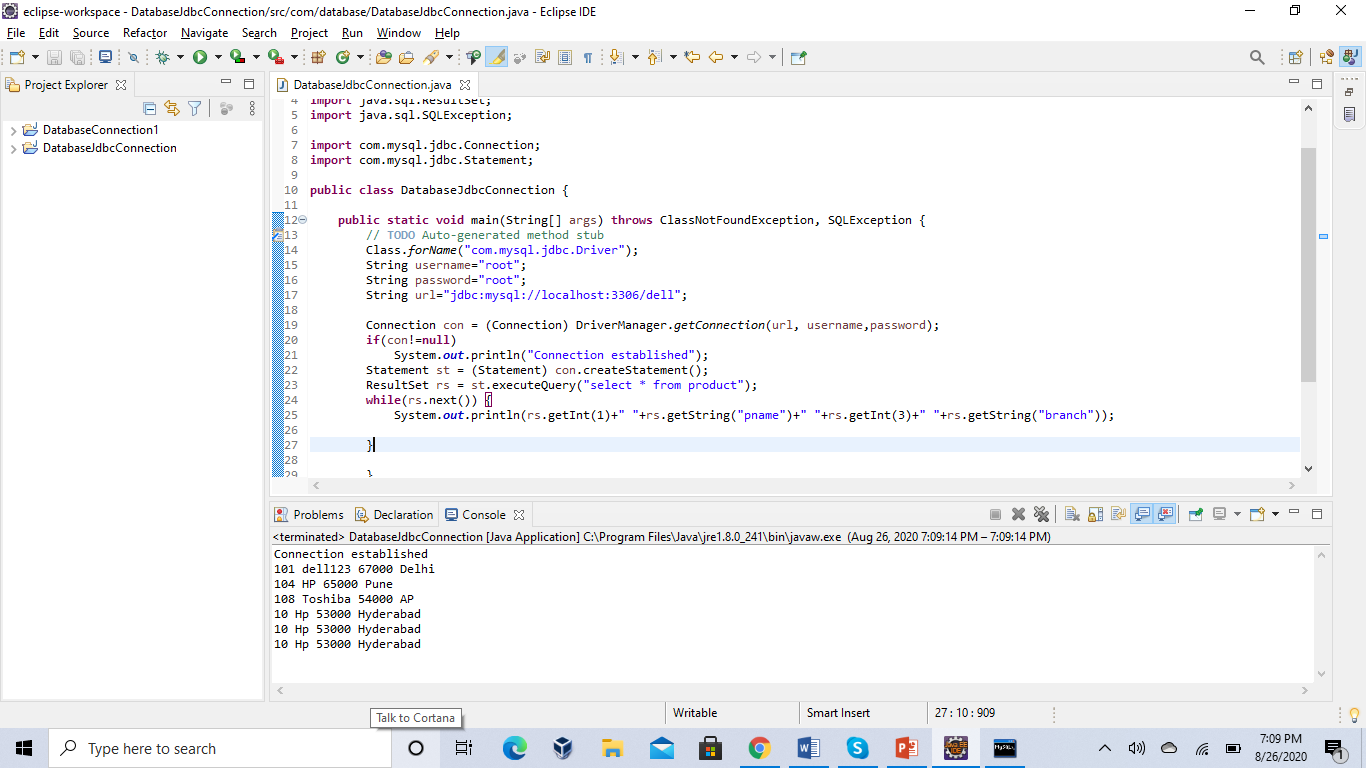 eclipse-workspace - DatabaseJdbcConnection/src/com/database/DatabaseJdbcConnection.java - Eclipse IDE
File Edit Source Refactor Navigate Search Project Run Window Help
Project Explorer
DatabaseConnection1
DatabaseJdbcConnection
DatabaseJdbcConnection.java
4 import java.sql.ResultSet;
5 import java.sql.SQLException;
6
7 import com.mysql.jdbc.Connection;
8 import com.mysql.jdbc.Statement;
9
10 public class DatabaseJdbcConnection {
11
12 public static void main(String[] args) throws ClassNotFoundException, SQLException {
13 // TODO Auto-generated method stub
14 Class.forName("com.mysql.jdbc.Driver");
15 String username="root";
16 String password="root";
17 String url="jdbc:mysql://localhost:3306/dell";
18
19 Connection con = (Connection) DriverManager.getConnection(url, username,password);
20 if(con!=null)
21 System.out.println("Connection established");
22 Statement st = (Statement) con.createStatement();
23 ResultSet rs = st.executeQuery("select * from product");
24 while(rs.next()) {
25 System.out.println(rs.getInt(1)+" "+rs.getString("pname")+" "+rs.getInt(3)+" "+rs.getString("branch"));
26
27 }
28
29 }
Problems Declaration Console
<terminated> DatabaseJdbcConnection [Java Application] C:\Program Files\Java\jre1.8.0_241\bin\javaw.exe (Aug 26, 2020 7:09:14 PM – 7:09:14 PM)
Connection established
101 dell123 67000 Delhi
104 HP 65000 Pune
108 Toshiba 54000 AP
10 Hp 53000 Hyderabad
10 Hp 53000 Hyderabad
10 Hp 53000 Hyderabad
Talk to Cortana
Writable Smart Insert 27 : 10 : 909
Type here to search
7:09 PM
8/26/2020
1